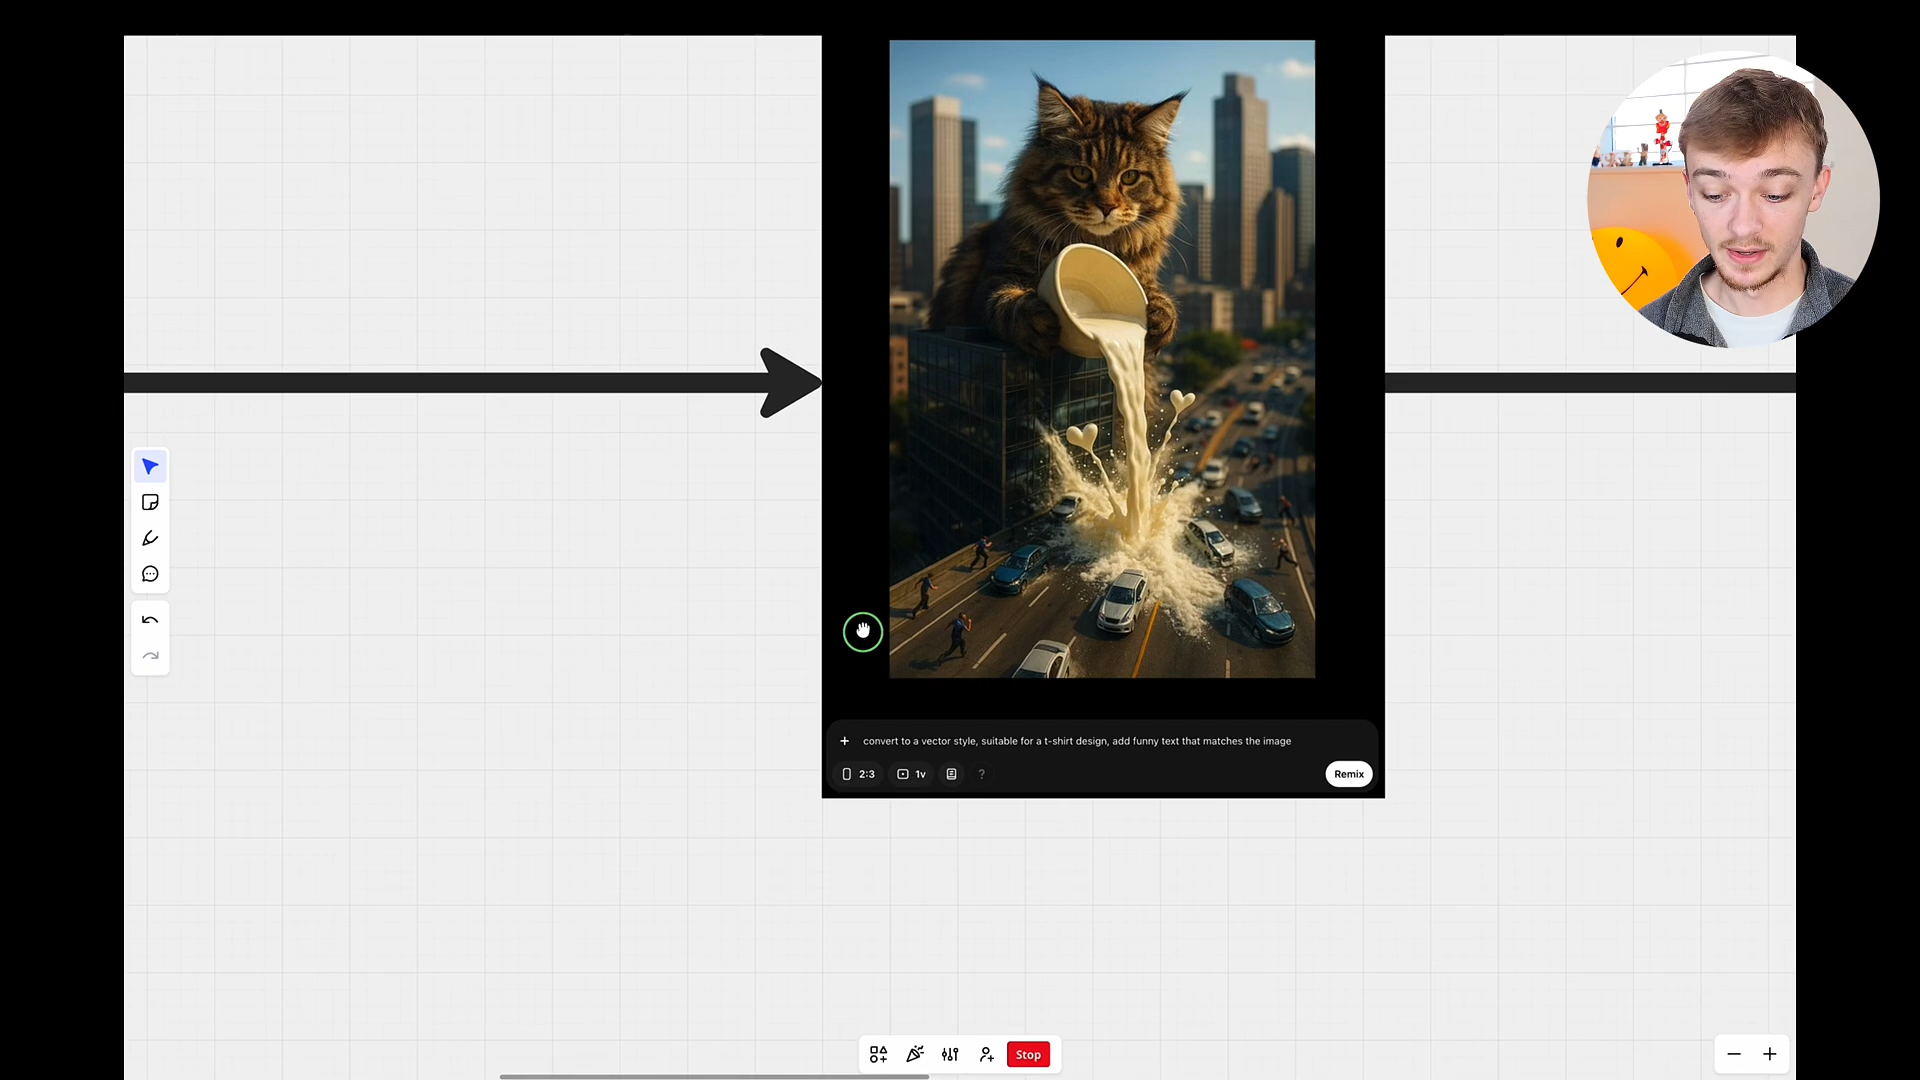 convert to a vector style, suitable for a t-shirt design, add funny text that matches the image
2:3
1v
?
Remix
Stop